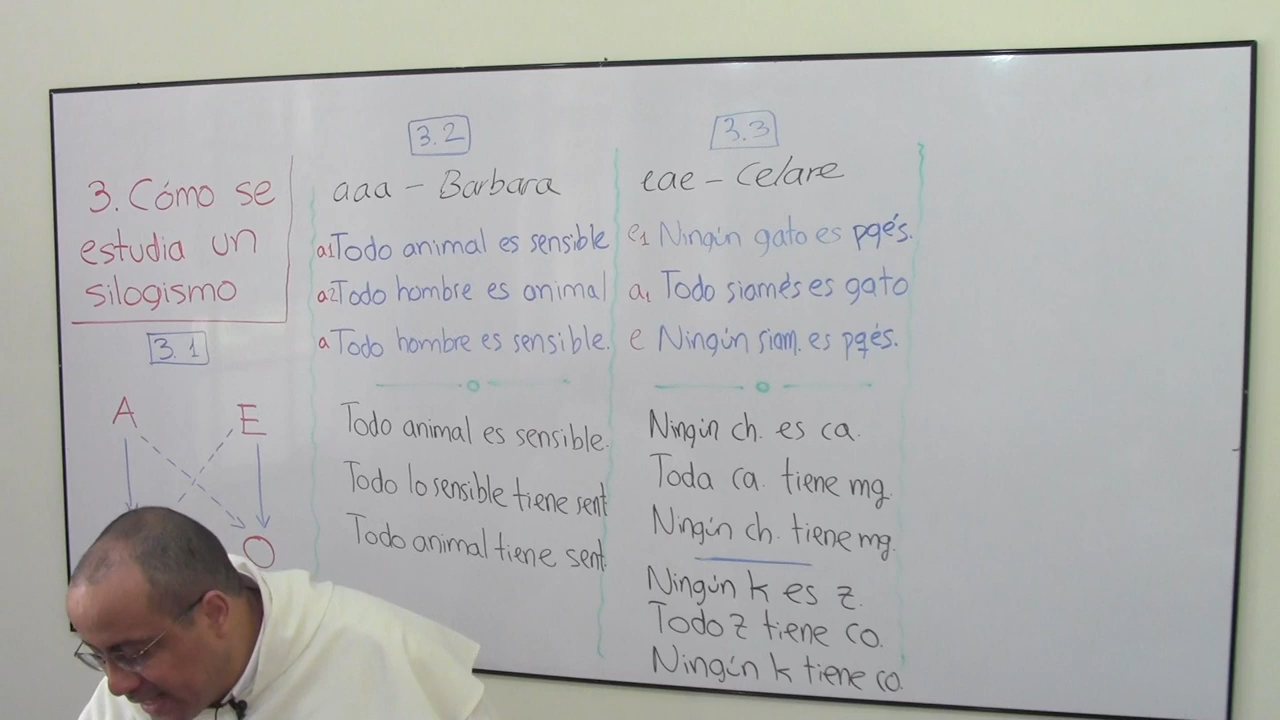 3. Cómo se
estudia un
silogismo
3.1
A E
O
3.2
aaa - Barbara
a1 Todo animal es sensible
a2 Todo hombre es animal
a Todo hombre es sensible.
Todo animal es sensible.
Todo lo sensible tiene sent
Todo animal tiene sent.
3.3
eae - Celare
e1 Ningún gato es pqés.
a1 Todo siamés es gato
e Ningún siam. es pqés.
Ningún ch. es ca.
Toda ca. tiene mg.
Ningún ch. tiene mg.
Ningún k es z.
Todo z tiene co.
Ningún k tiene co.